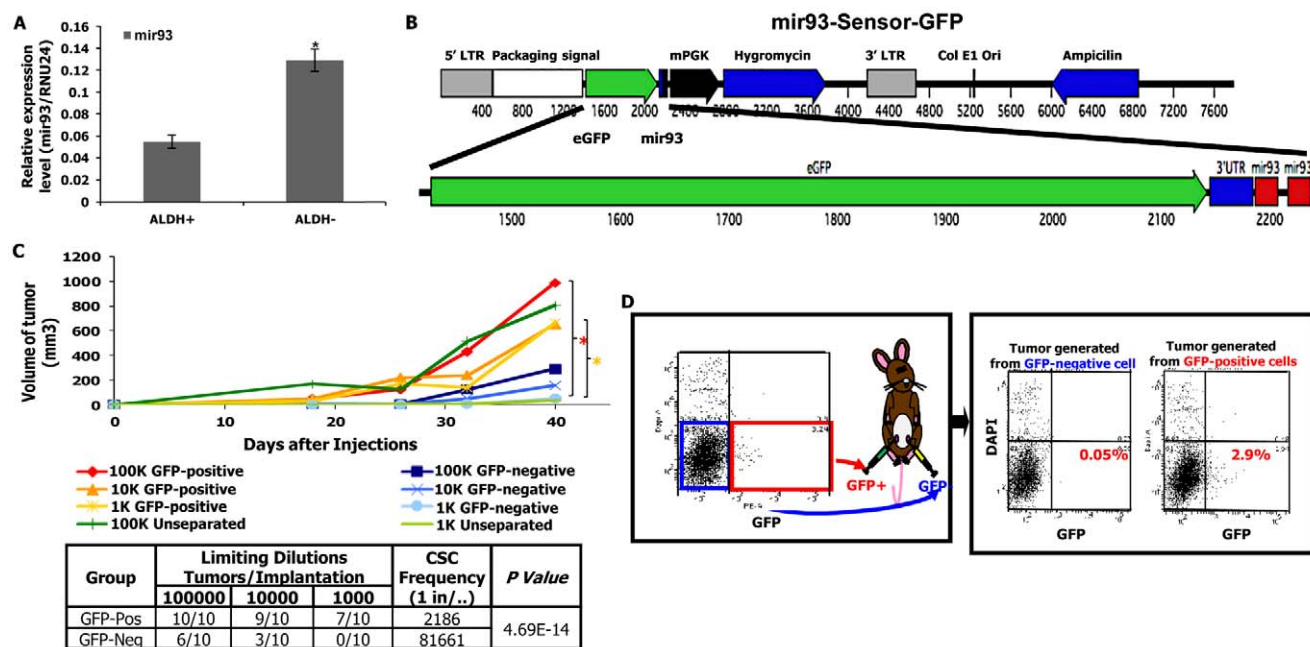 A
mir93
Relative expression
level (mir93/RNU24)
0.16
0.14
0.12
0.1
0.08
0.06
0.04
0.02
0
*
ALDH+
ALDH-
B
mir93-Sensor-GFP
5' LTR
Packaging signal
mPGK
Hygromycin
3' LTR
Col E1 Ori
Ampicilin
400
800
1200
1600
2000
2400
2800
3200
3600
4000
4400
4800
5200
5600
6000
6400
6800
7200
7600
eGFP
mir93
eGFP
3'UTR
mir93
mir93
1500
1600
1700
1800
1900
2000
2100
2200
C
Volume of tumor
(mm3)
1200
1000
800
600
400
200
0
0
10
20
30
40
Days after Injections
*
*
100K GFP-positive
10K GFP-positive
1K GFP-positive
100K Unseparated
100K GFP-negative
10K GFP-negative
1K GFP-negative
1K Unseparated
Group
Limiting Dilutions
Tumors/Implantation
CSC
Frequency
(1 in/..)
P Value
100000
10000
1000
GFP-Pos
10/10
9/10
7/10
2186
4.69E-14
GFP-Neg
6/10
3/10
0/10
81661
D
GFP
GFP+
GFP
Tumor generated
from GFP-negative cell
Tumor generated
from GFP-positive cells
DAPI
0.05%
2.9%
GFP
GFP